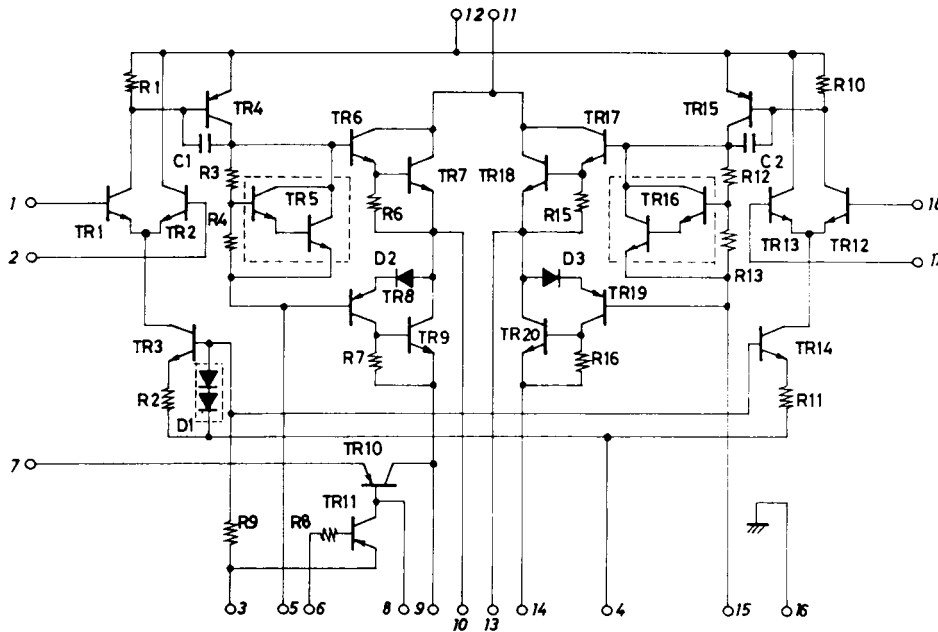 12 11
R1 TR4 TR6 TR17 TR15 R10
C1 R3 TR5 TR7 TR18 TR16 R12 C2
1 R4 R6 R15 18
TR1 TR2 TR13 TR12
2 D2 D3 R13 17
TR8 TR19
TR3 TR9 TR20 TR14
R7 R16
R2 D1 R11
7 TR10
TR11
R9 R8
3 5 6 8 9 10 13 14 4 15 16